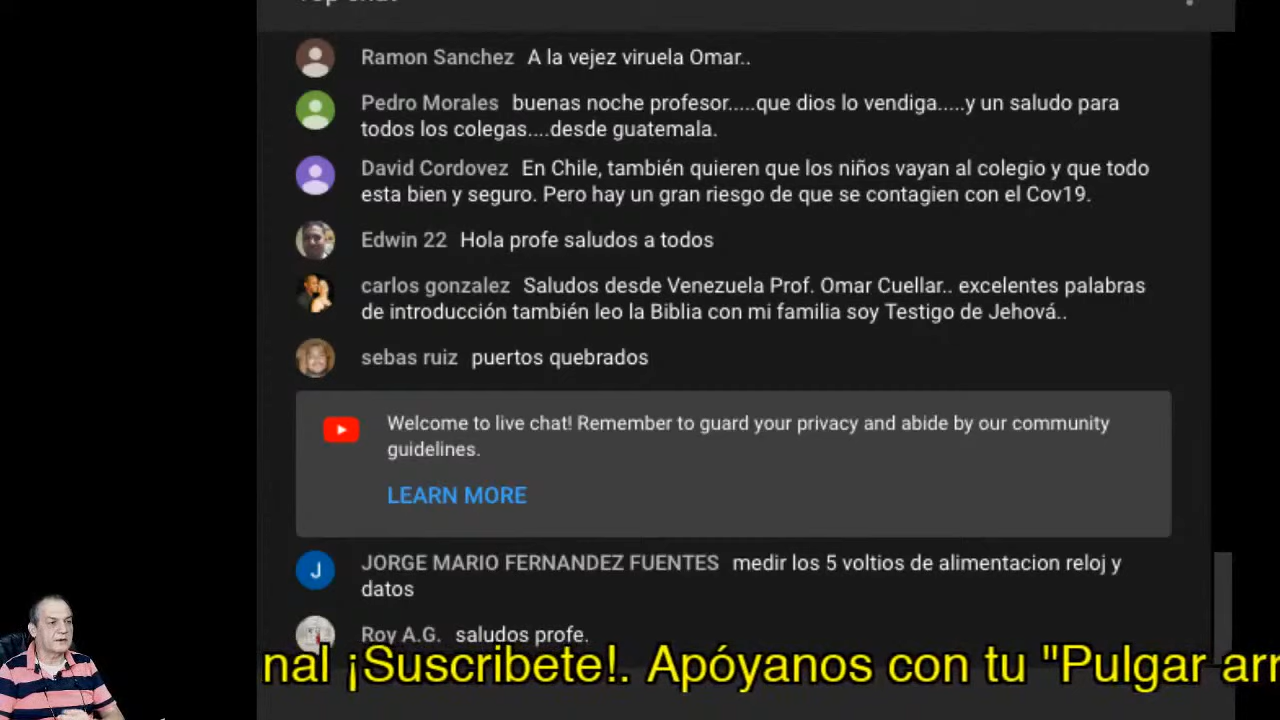 Top chat
Ramon Sanchez A la vejez viruela Omar..
Pedro Morales buenas noche profesor.....que dios lo vendiga.....y un saludo para
todos los colegas....desde guatemala.
David Cordovez En Chile, también quieren que los niños vayan al colegio y que todo
esta bien y seguro. Pero hay un gran riesgo de que se contagien con el Cov19.
Edwin 22 Hola profe saludos a todos
carlos gonzalez Saludos desde Venezuela Prof. Omar Cuellar.. excelentes palabras
de introducción también leo la Biblia con mi familia soy Testigo de Jehová..
sebas ruiz puertos quebrados
Welcome to live chat! Remember to guard your privacy and abide by our community
guidelines.
LEARN MORE
J
JORGE MARIO FERNANDEZ FUENTES medir los 5 voltios de alimentacion reloj y
datos
Roy A.G. saludos profe.
nal ¡Suscribete!. Apóyanos con tu "Pulgar arr